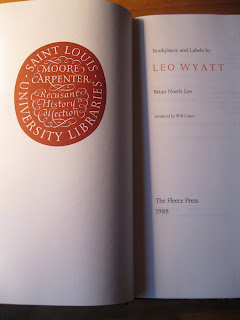 SAINT LOUIS
UNIVERSITY LIBRARIES
MOORE
CARPENTER
Recusant
History
Collection
Bookplates and Labels by
LEO WYATT
Brian North Lee
introduced by Will Carter
The Fleece Press
1988